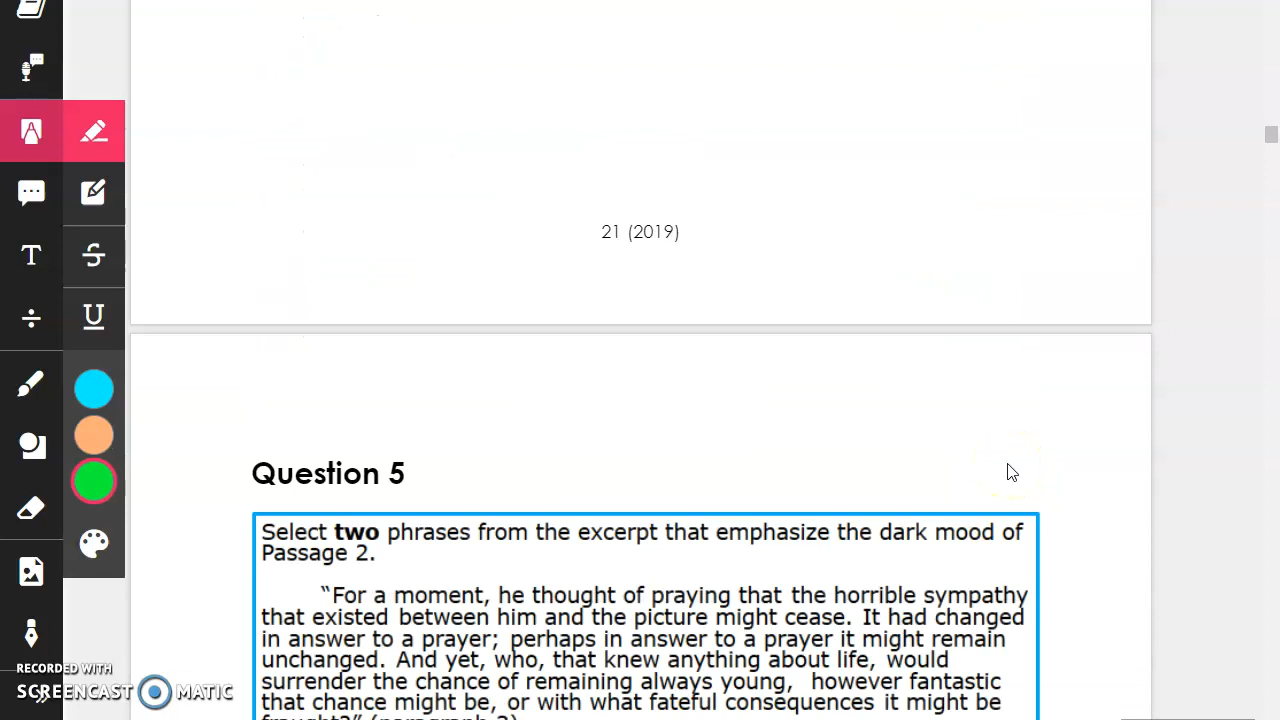 21 (2019)
Question 5
Select two phrases from the excerpt that emphasize the dark mood of
Passage 2.
“For a moment, he thought of praying that the horrible sympathy
that existed between him and the picture might cease. It had changed
in answer to a prayer; perhaps in answer to a prayer it might remain
unchanged. And yet, who, that knew anything about life, would
surrender the chance of remaining always young, however fantastic
that chance might be, or with what fateful consequences it might be
fraught?” (paragraph 2)
T
S
U
RECORDED WITH
SCREENCAST MATIC